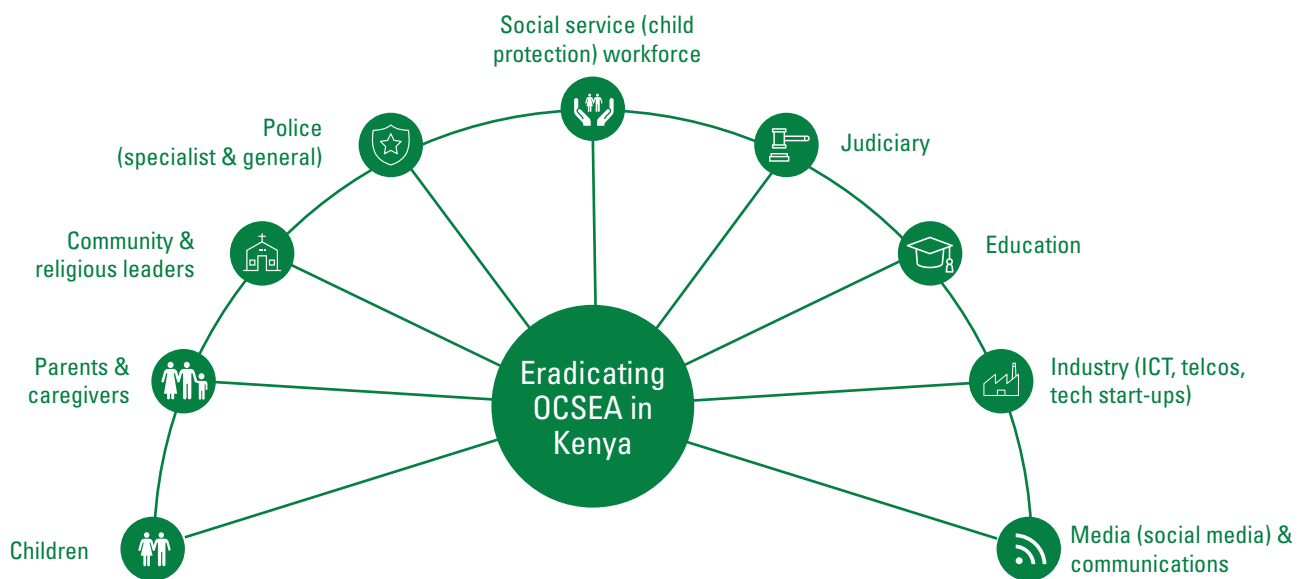 Social service (child
protection) workforce
Police
(specialist & general)
Judiciary
Community &
religious leaders
Education
Parents &
caregivers
Eradicating
OCSEA in
Kenya
Industry (ICT, telcos,
tech start-ups)
Children
Media (social media) &
communications